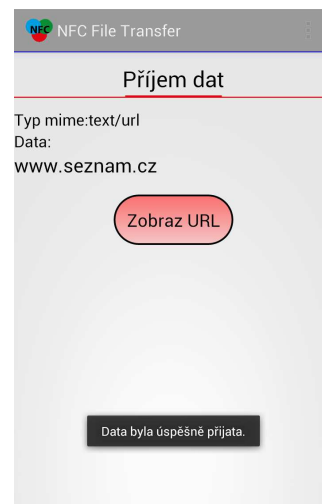 NFC NFC File Transfer
Příjem dat
Typ mime:text/url
Data:
www.seznam.cz
Zobraz URL
Data byla úspěšně přijata.